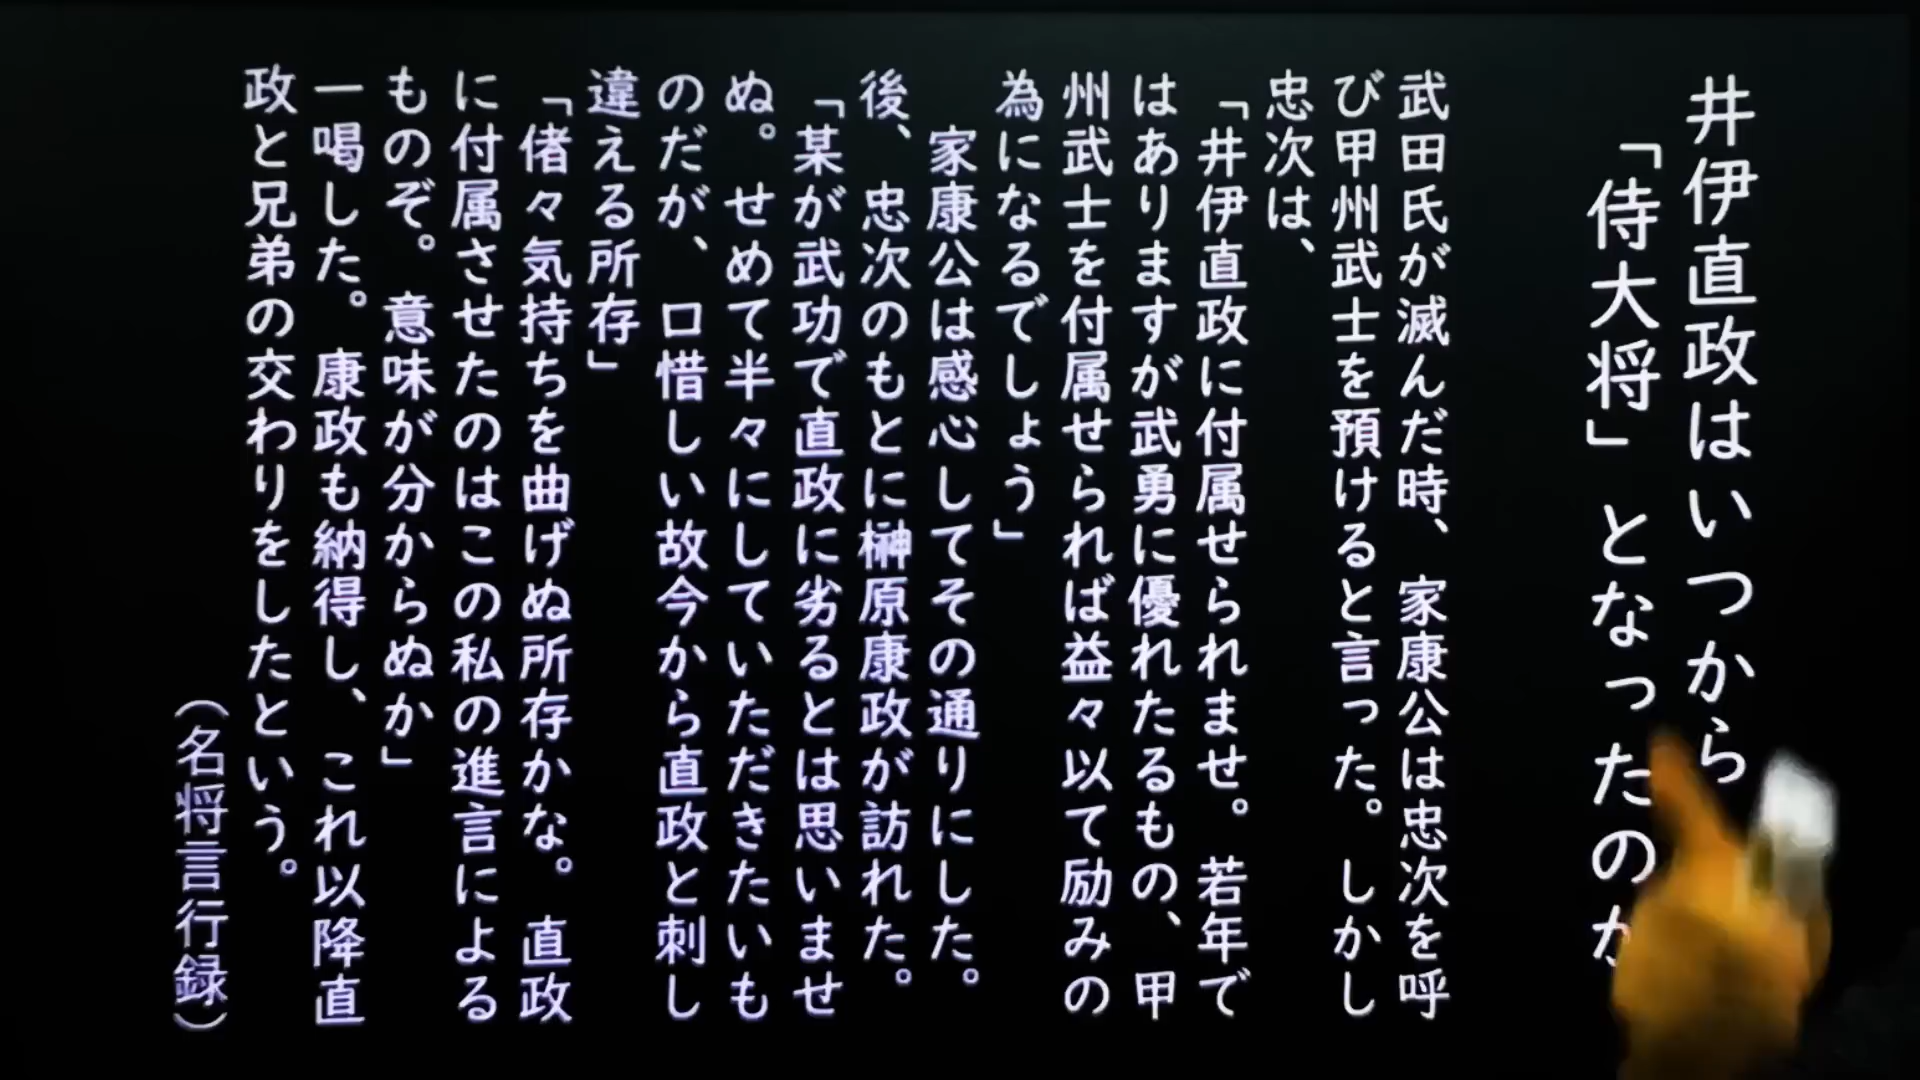 井伊直政はいつから
「侍大将」となったのか
武田氏が滅んだ時、家康公は忠次を呼
び甲州武士を預けると言った。しかし
忠次は、
「井伊直政に付属せられませ。若年で
はありますが武勇に優れたるもの、甲
州武士を付属せられば益々以て励みの
為になるでしょう」
家康公は感心してその通りにした。
後、忠次のもとに榊原康政が訪れた。
「某が武功で直政に劣るとは思いませ
ぬ。せめて半々にしていただきたいも
のだが、口惜しい故今から直政と刺し
違える所存」
「偖々気持ちを曲げぬ所存かな。直政
に付属させたのはこの私の進言による
ものぞ。意味が分からぬか」
一喝した。康政も納得し、これ以降直
政と兄弟の交わりをしたという。
（名将言行録）